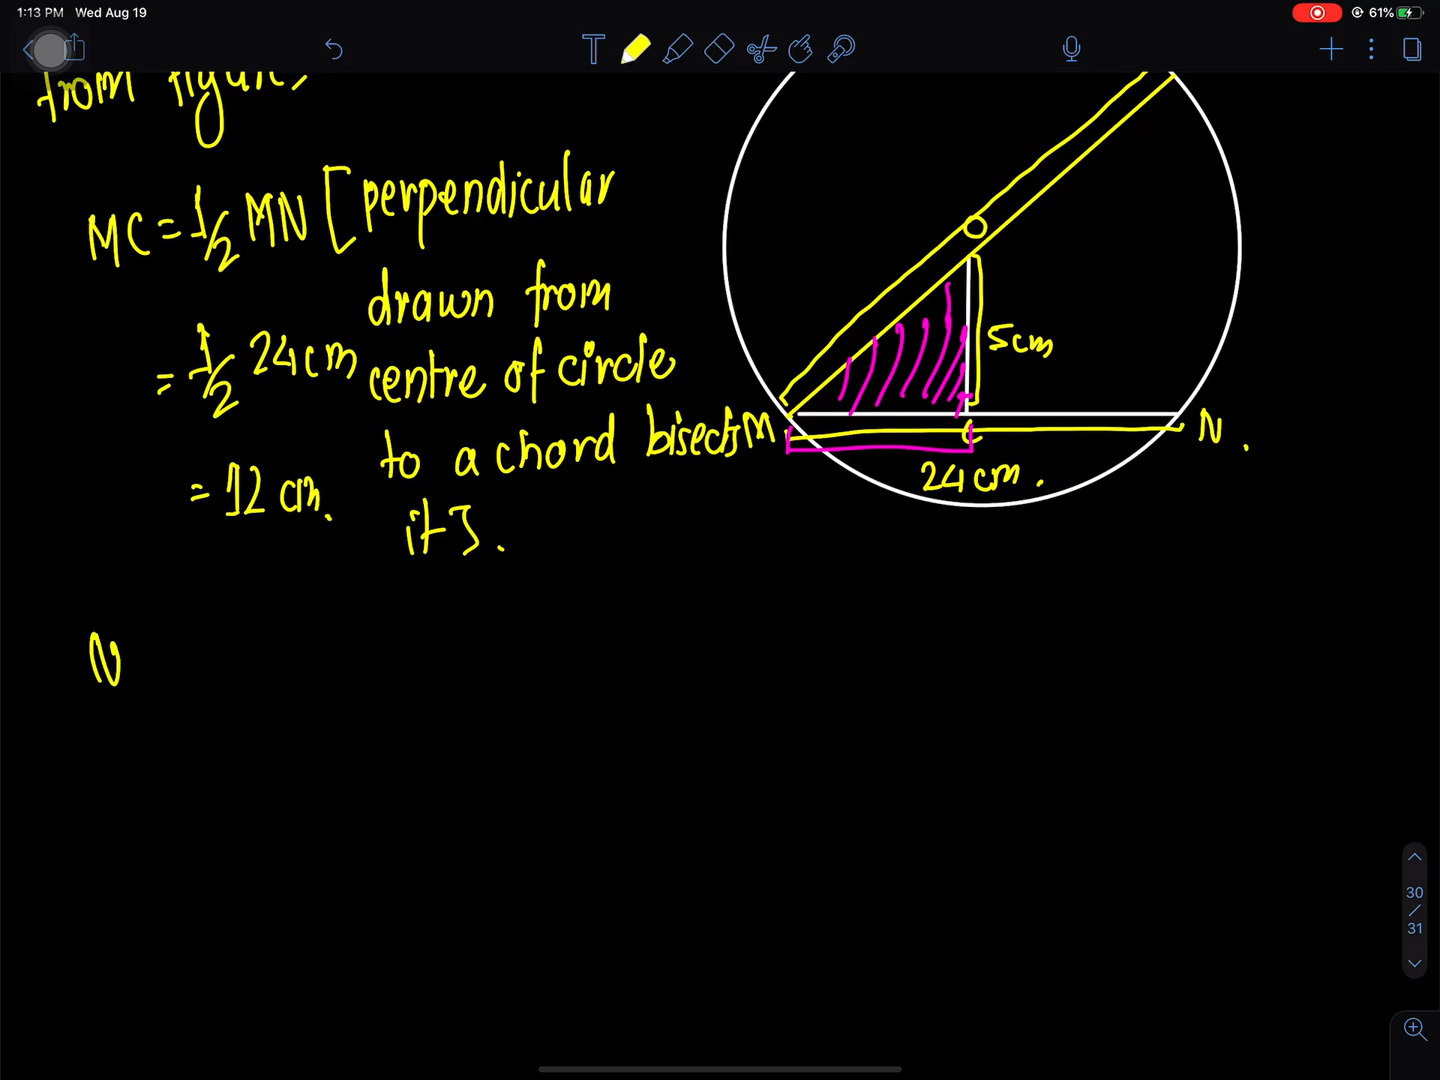 1:13 PM Wed Aug 19
61%
T
from figure,
MC = 1/2 MN [perpendicular
drawn from
= 1/2 24cm centre of circle
to a chord bisects
= 12 cm.
it].
N
O
5cm
M
C
N.
24cm.
30
/
31